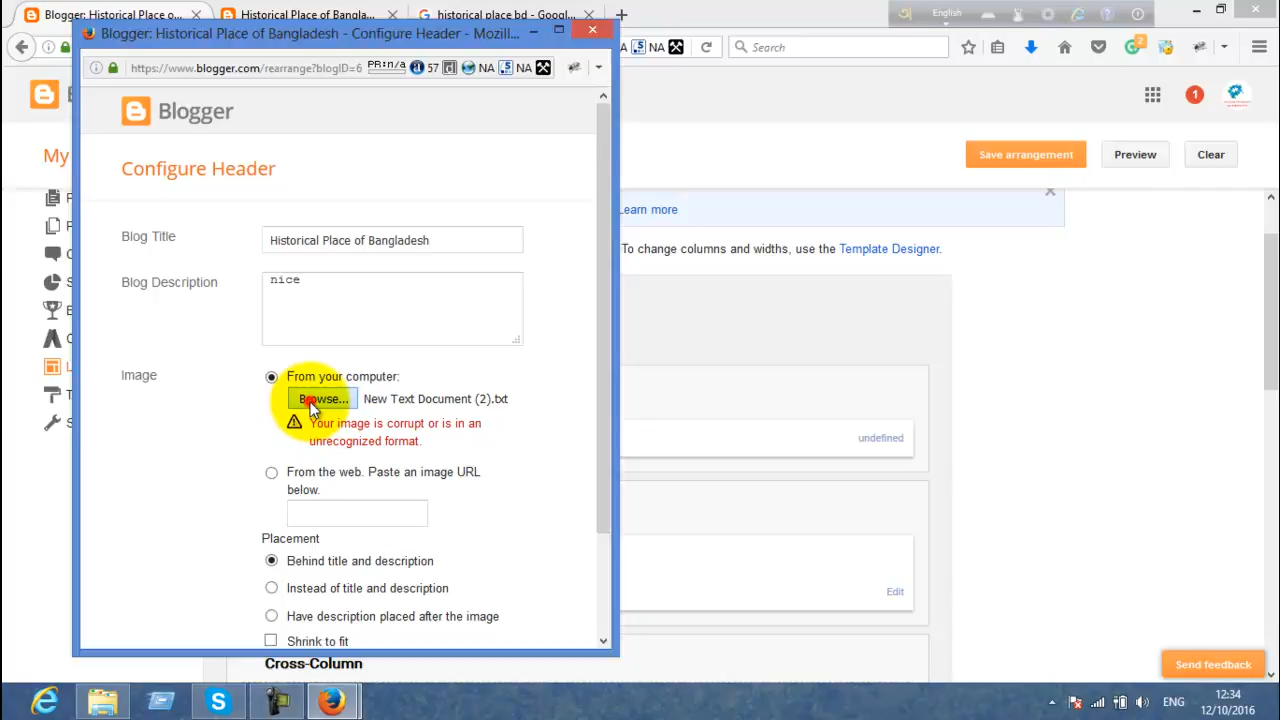 Blogger: Historical Place o...
Historical Place of Bangla...
historical place bd - Googl...
English
Blogger: Historical Place of Bangladesh - Configure Header - Mozill...
NA
Search
2
https://www.blogger.com/rearrange?blogID=6
PR:n/a
57
NA
NA
Blogger
1
My
Configure Header
Save arrangement
Preview
Clear
Learn more
Blog Title
Historical Place of Bangladesh
To change columns and widths, use the Template Designer.
Blog Description
nice
Image
From your computer:
Browse...
New Text Document (2).txt
Your image is corrupt or is in an
unrecognized format.
undefined
From the web. Paste an image URL
below.
Placement
Behind title and description
Instead of title and description
Edit
Have description placed after the image
Shrink to fit
Cross-Column
Send feedback
ENG
12:34
12/10/2016